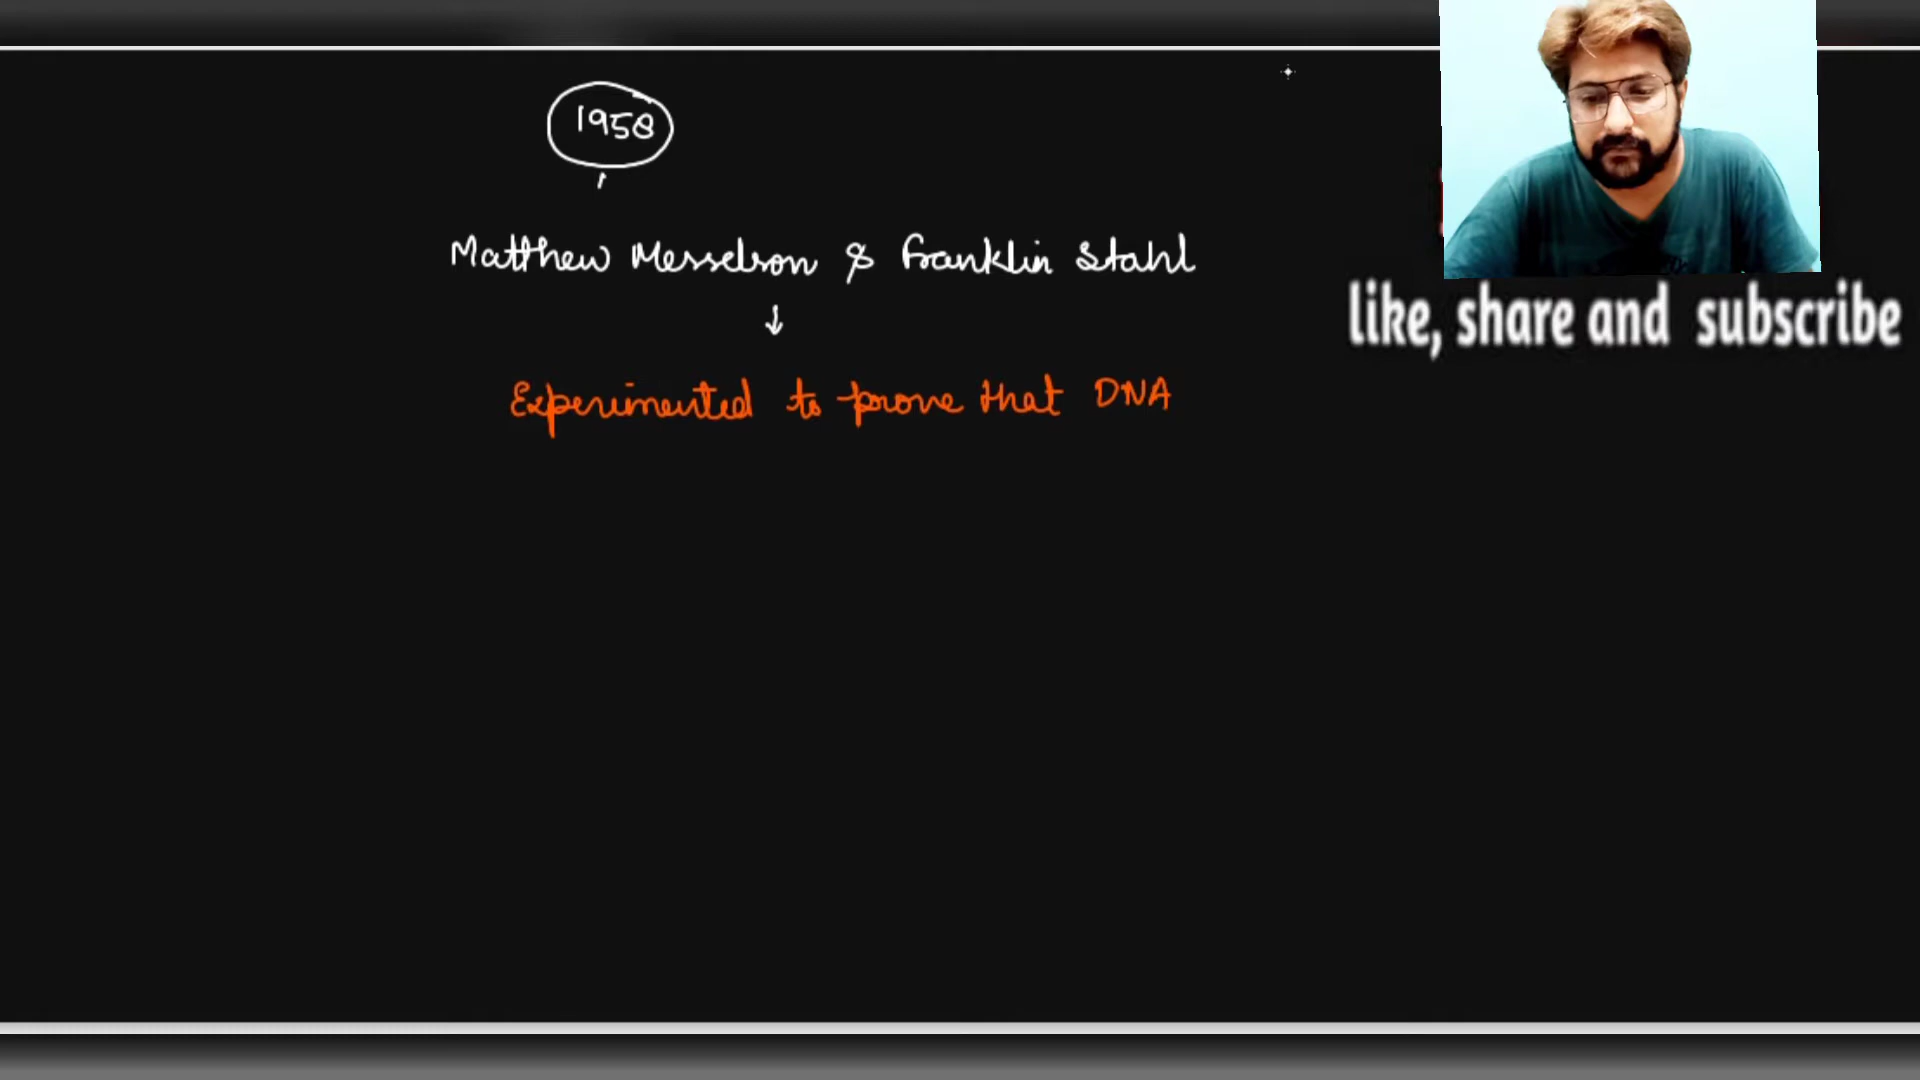 1958
Matthew Messelson & Franklin Stahl
↓
Experimented to prove that DNA
like, share and subscribe